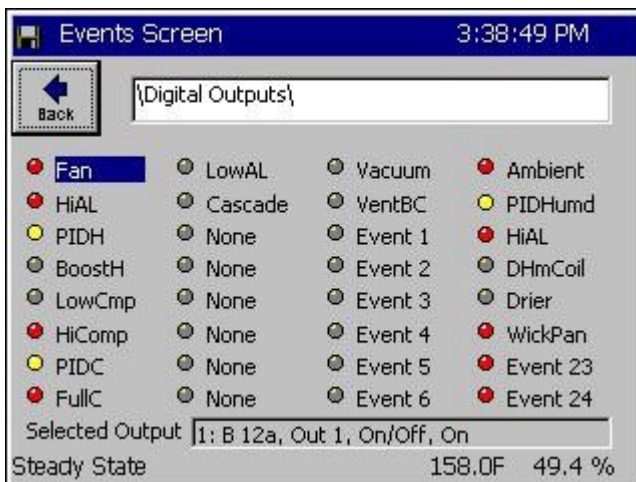 Events Screen 3:38:49 PM
Back
\Digital Outputs\
Fan LowAL Vacuum Ambient
HiAL Cascade VentBC PIDHumd
PIDH None Event 1 HiAL
BoostH None Event 2 DHmCoil
LowCmp None Event 3 Drier
HiComp None Event 4 WickPan
PIDC None Event 5 Event 23
FullC None Event 6 Event 24
Selected Output 1: B 12a, Out 1, On/Off, On
Steady State 158.0F 49.4 %